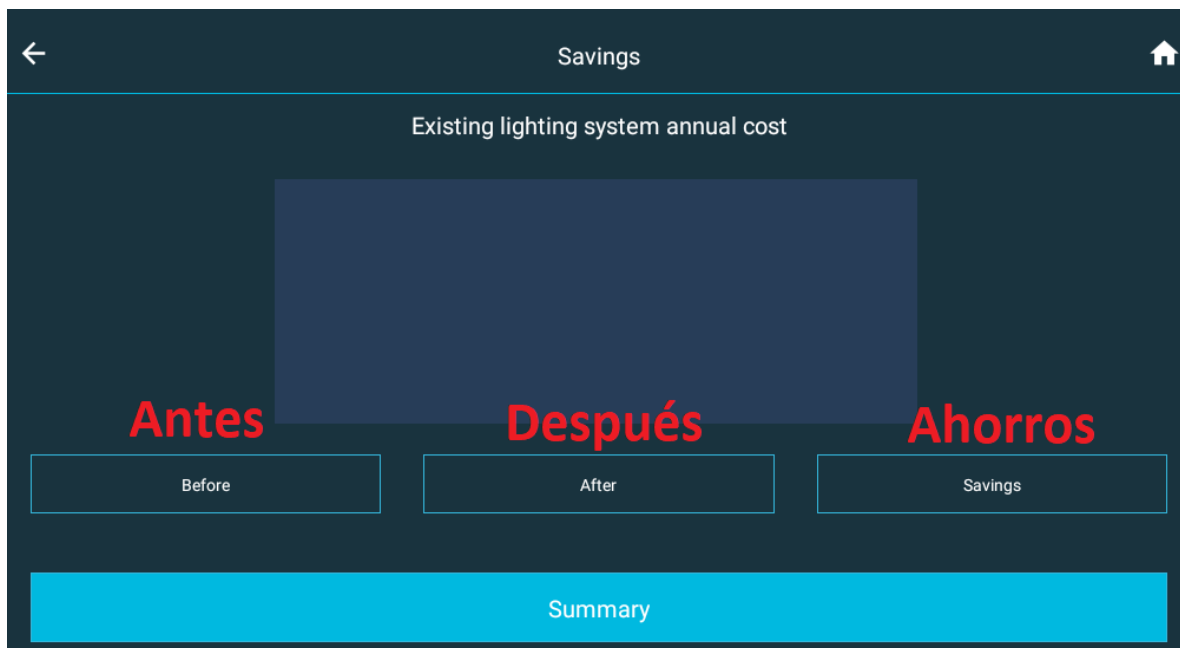 Savings
Existing lighting system annual cost
Antes Después Ahorros
Before After Savings
Summary